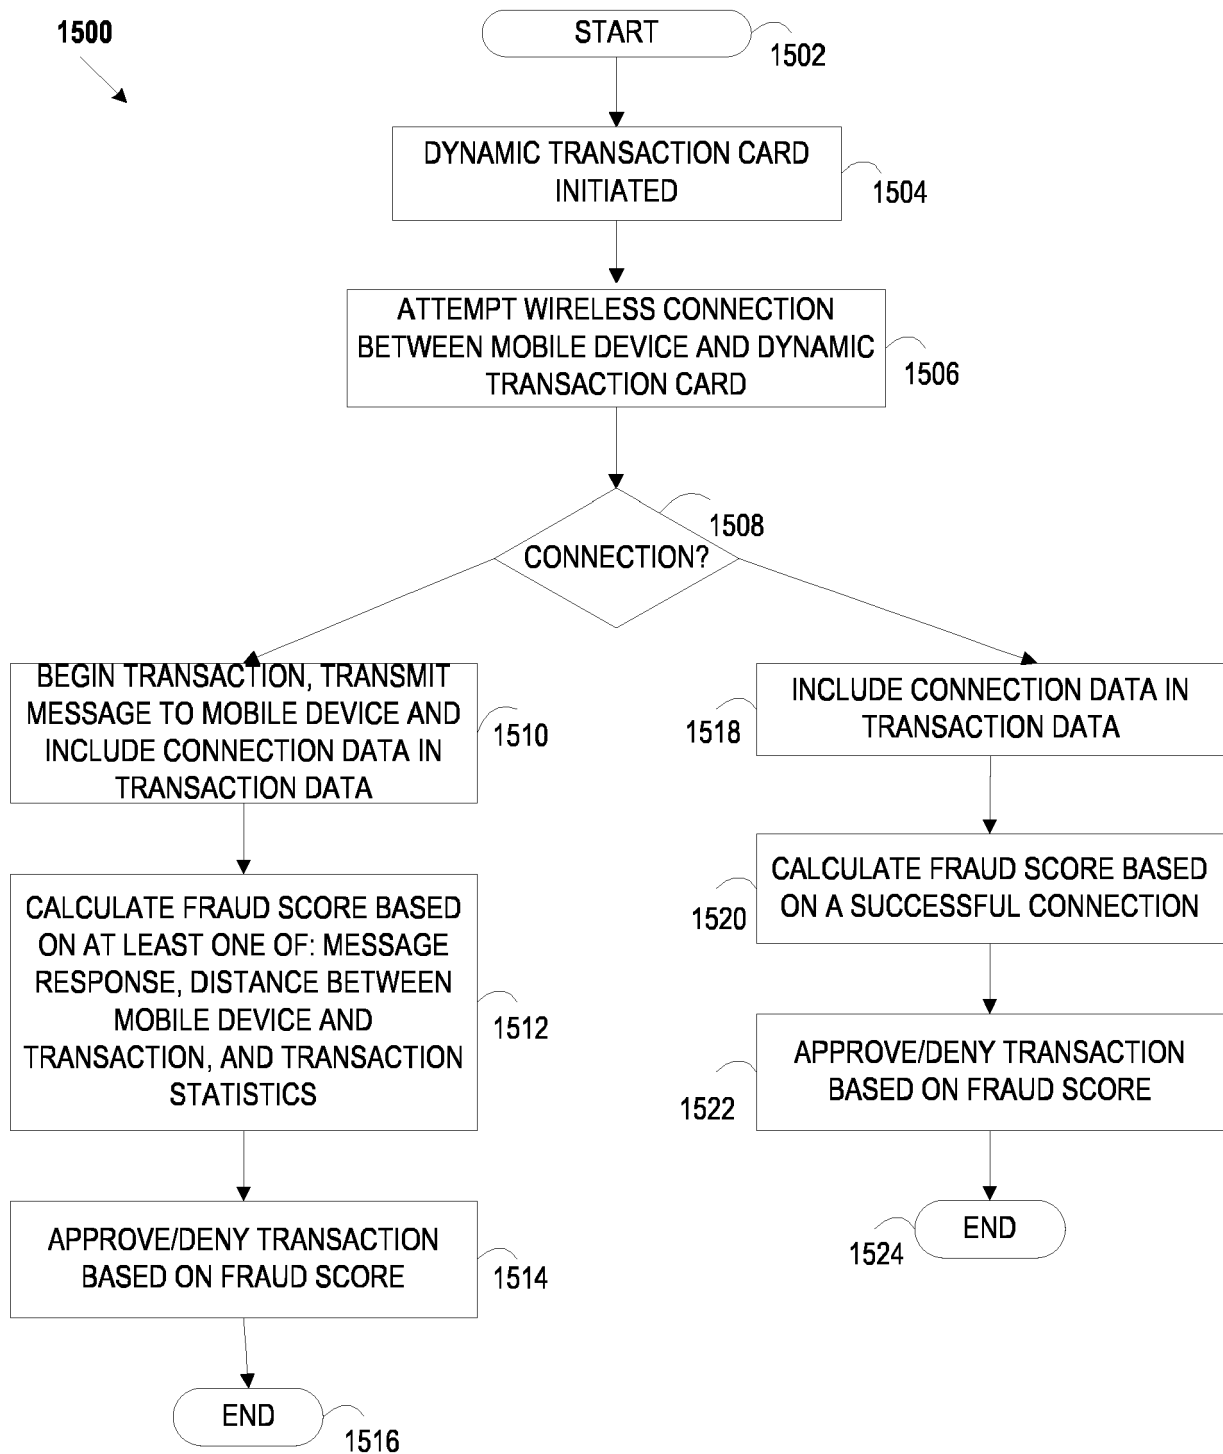 1500
START
1502
DYNAMIC TRANSACTION CARD
INITIATED
1504
ATTEMPT WIRELESS CONNECTION
BETWEEN MOBILE DEVICE AND DYNAMIC
TRANSACTION CARD
1506
CONNECTION?
1508
BEGIN TRANSACTION, TRANSMIT
MESSAGE TO MOBILE DEVICE AND
INCLUDE CONNECTION DATA IN
TRANSACTION DATA
1510
CALCULATE FRAUD SCORE BASED
ON AT LEAST ONE OF: MESSAGE
RESPONSE, DISTANCE BETWEEN
MOBILE DEVICE AND
TRANSACTION, AND TRANSACTION
STATISTICS
1512
APPROVE/DENY TRANSACTION
BASED ON FRAUD SCORE
1514
END
1516
INCLUDE CONNECTION DATA IN
TRANSACTION DATA
1518
CALCULATE FRAUD SCORE BASED
ON A SUCCESSFUL CONNECTION
1520
APPROVE/DENY TRANSACTION
BASED ON FRAUD SCORE
1522
END
1524